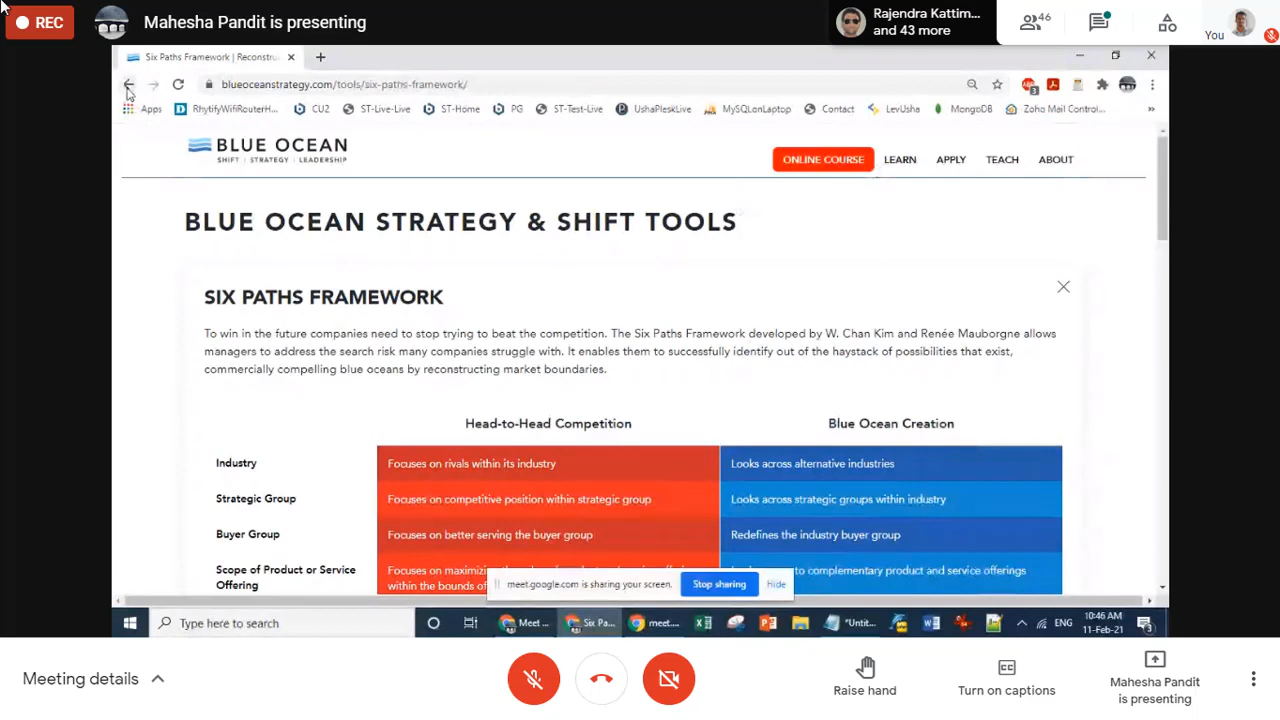 REC
Mahesha Pandit is presenting
Rajendra Kattim...
and 43 more
46
You
Six Paths Framework | Reconstru
blueoceanstrategy.com/tools/six-paths-framework/
Apps
RhytifyWifiRouterH...
CU2
ST-Live-Live
ST-Home
PG
ST-Test-Live
UshaPleskLive
MySQLonLaptop
Contact
LevUsha
MongoDB
Zoho Mail Control...
BLUE OCEAN
SHIFT | STRATEGY | LEADERSHIP
ONLINE COURSE
LEARN
APPLY
TEACH
ABOUT
BLUE OCEAN STRATEGY & SHIFT TOOLS
SIX PATHS FRAMEWORK
To win in the future companies need to stop trying to beat the competition. The Six Paths Framework developed by W. Chan Kim and Renée Mauborgne allows
managers to address the search risk many companies struggle with. It enables them to successfully identify out of the haystack of possibilities that exist,
commercially compelling blue oceans by reconstructing market boundaries.
Head-to-Head Competition
Blue Ocean Creation
Industry
Focuses on rivals within its industry
Looks across alternative industries
Strategic Group
Focuses on competitive position within strategic group
Looks across strategic groups within industry
Buyer Group
Focuses on better serving the buyer group
Redefines the industry buyer group
Scope of Product or Service
Offering
Focuses on maximizi
within the bounds of
to complementary product and service offerings
meet.google.com is sharing your screen.
Stop sharing
Hide
Type here to search
Meet ...
Six Pa...
meet....
*Untit...
ENG
10:46 AM
11-Feb-21
3
Meeting details
Raise hand
Turn on captions
Mahesha Pandit
is presenting